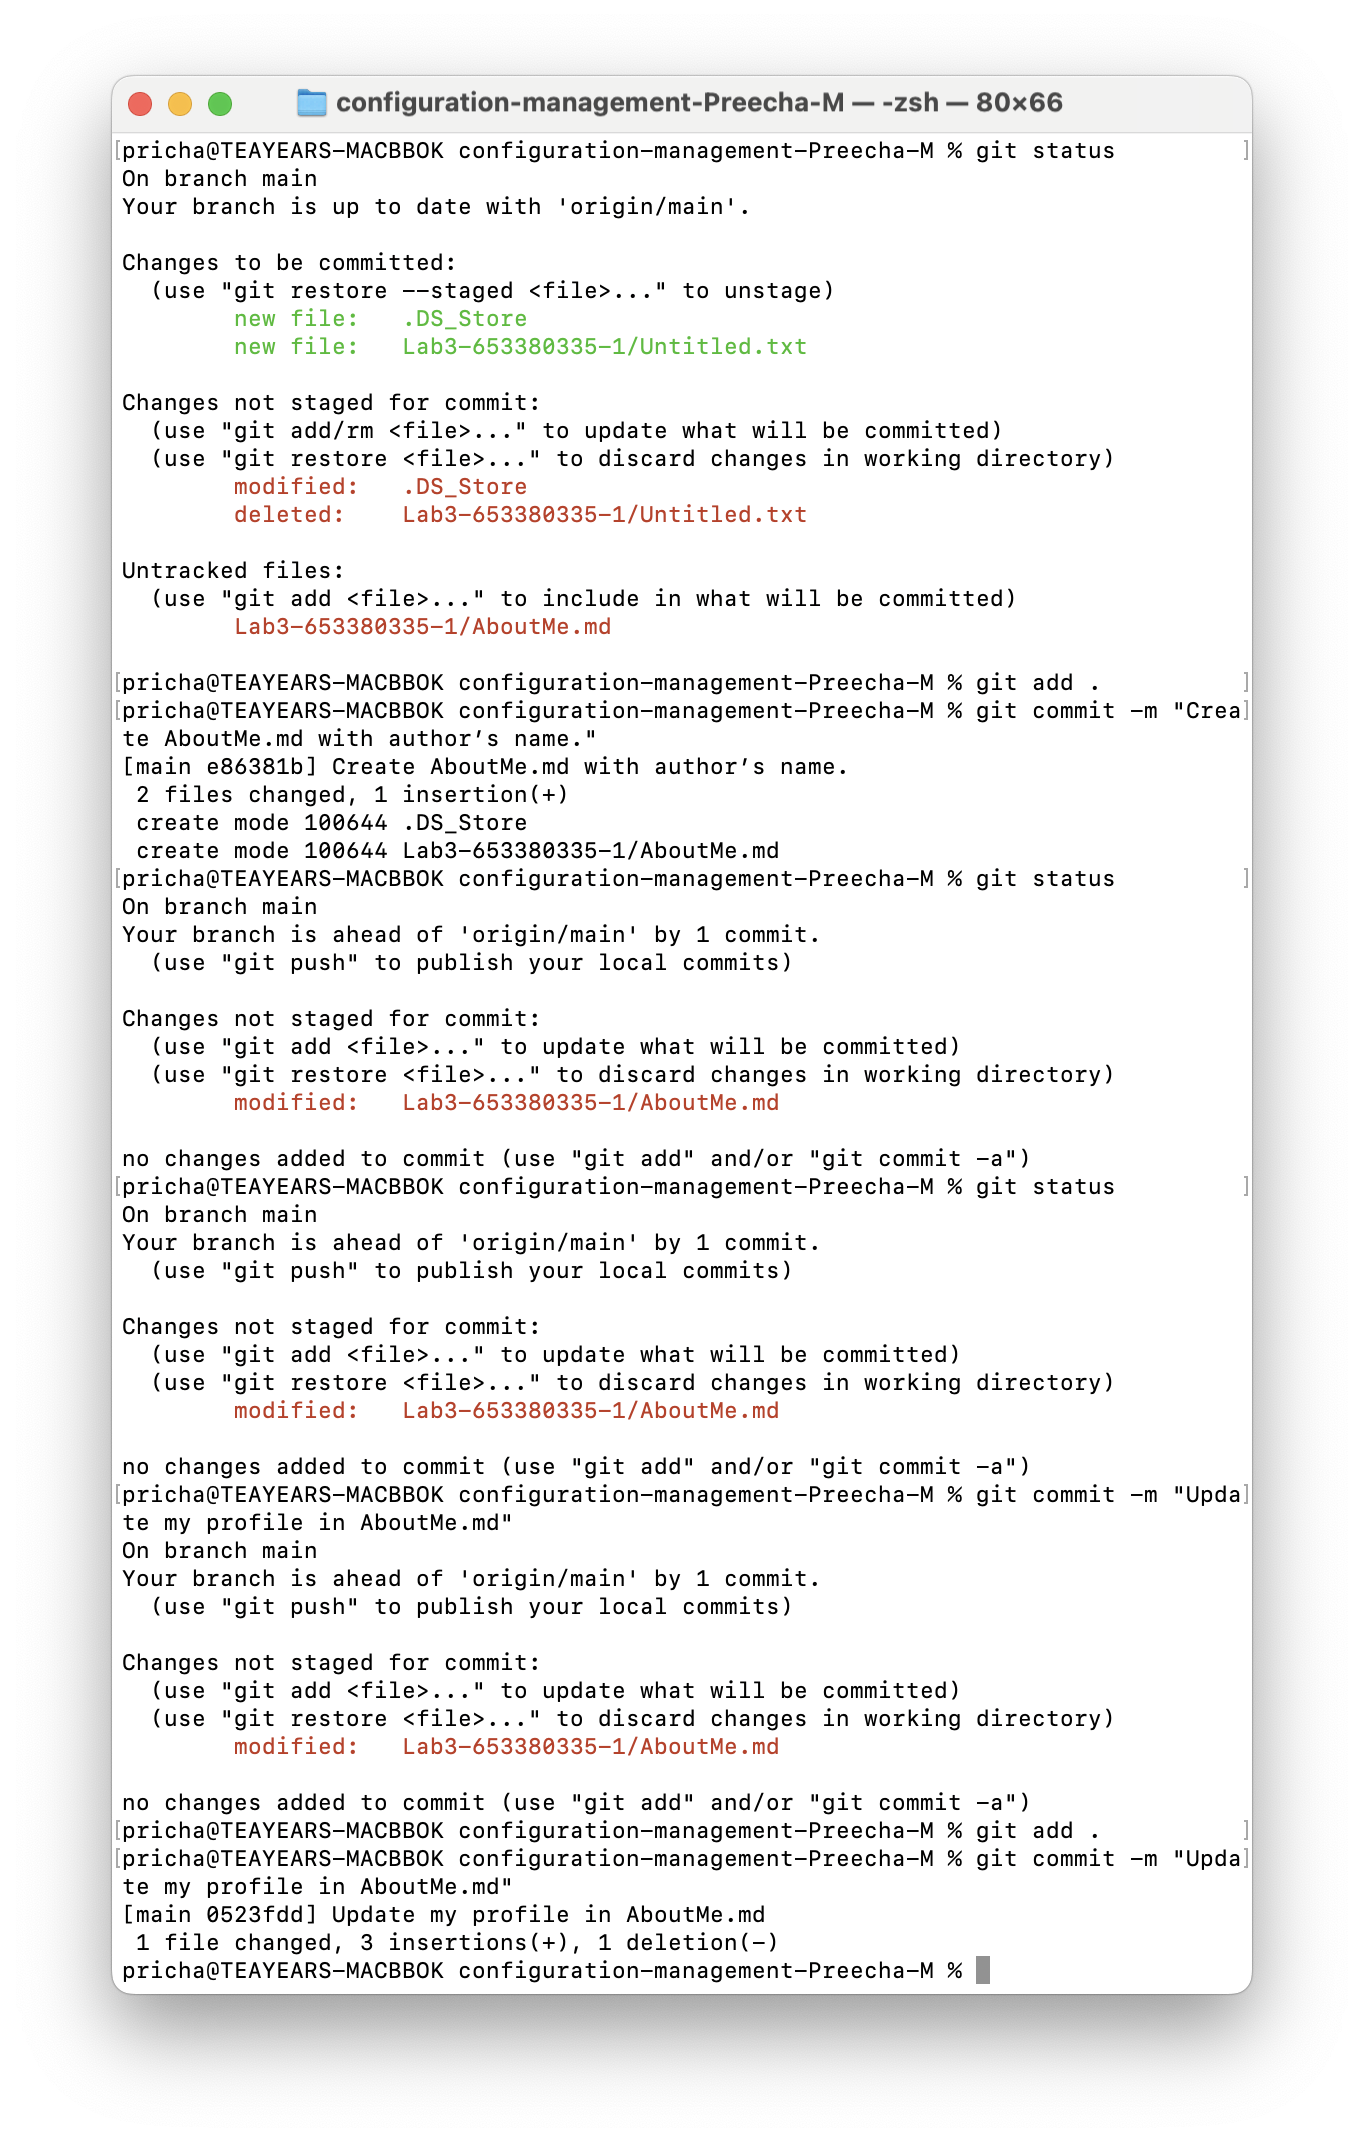 configuration-management-Preecha-M — -zsh — 80×66
[pricha@TEAYEARS-MACBBOK configuration-management-Preecha-M % git status ]
On branch main
Your branch is up to date with 'origin/main'.
Changes to be committed:
  (use "git restore --staged <file>..." to unstage)
        new file:   .DS_Store
        new file:   Lab3-653380335-1/Untitled.txt
Changes not staged for commit:
  (use "git add/rm <file>..." to update what will be committed)
  (use "git restore <file>..." to discard changes in working directory)
        modified:   .DS_Store
        deleted:    Lab3-653380335-1/Untitled.txt
Untracked files:
  (use "git add <file>..." to include in what will be committed)
        Lab3-653380335-1/AboutMe.md
[pricha@TEAYEARS-MACBBOK configuration-management-Preecha-M % git add . ]
[pricha@TEAYEARS-MACBBOK configuration-management-Preecha-M % git commit -m "Crea]
te AboutMe.md with author’s name."
[main e86381b] Create AboutMe.md with author’s name.
 2 files changed, 1 insertion(+)
 create mode 100644 .DS_Store
 create mode 100644 Lab3-653380335-1/AboutMe.md
[pricha@TEAYEARS-MACBBOK configuration-management-Preecha-M % git status ]
On branch main
Your branch is ahead of 'origin/main' by 1 commit.
  (use "git push" to publish your local commits)
Changes not staged for commit:
  (use "git add <file>..." to update what will be committed)
  (use "git restore <file>..." to discard changes in working directory)
        modified:   Lab3-653380335-1/AboutMe.md
no changes added to commit (use "git add" and/or "git commit -a")
[pricha@TEAYEARS-MACBBOK configuration-management-Preecha-M % git status ]
On branch main
Your branch is ahead of 'origin/main' by 1 commit.
  (use "git push" to publish your local commits)
Changes not staged for commit:
  (use "git add <file>..." to update what will be committed)
  (use "git restore <file>..." to discard changes in working directory)
        modified:   Lab3-653380335-1/AboutMe.md
no changes added to commit (use "git add" and/or "git commit -a")
[pricha@TEAYEARS-MACBBOK configuration-management-Preecha-M % git commit -m "Upda]
te my profile in AboutMe.md"
On branch main
Your branch is ahead of 'origin/main' by 1 commit.
  (use "git push" to publish your local commits)
Changes not staged for commit:
  (use "git add <file>..." to update what will be committed)
  (use "git restore <file>..." to discard changes in working directory)
        modified:   Lab3-653380335-1/AboutMe.md
no changes added to commit (use "git add" and/or "git commit -a")
[pricha@TEAYEARS-MACBBOK configuration-management-Preecha-M % git add . ]
[pricha@TEAYEARS-MACBBOK configuration-management-Preecha-M % git commit -m "Upda]
te my profile in AboutMe.md"
[main 0523fdd] Update my profile in AboutMe.md
 1 file changed, 3 insertions(+), 1 deletion(-)
pricha@TEAYEARS-MACBBOK configuration-management-Preecha-M %